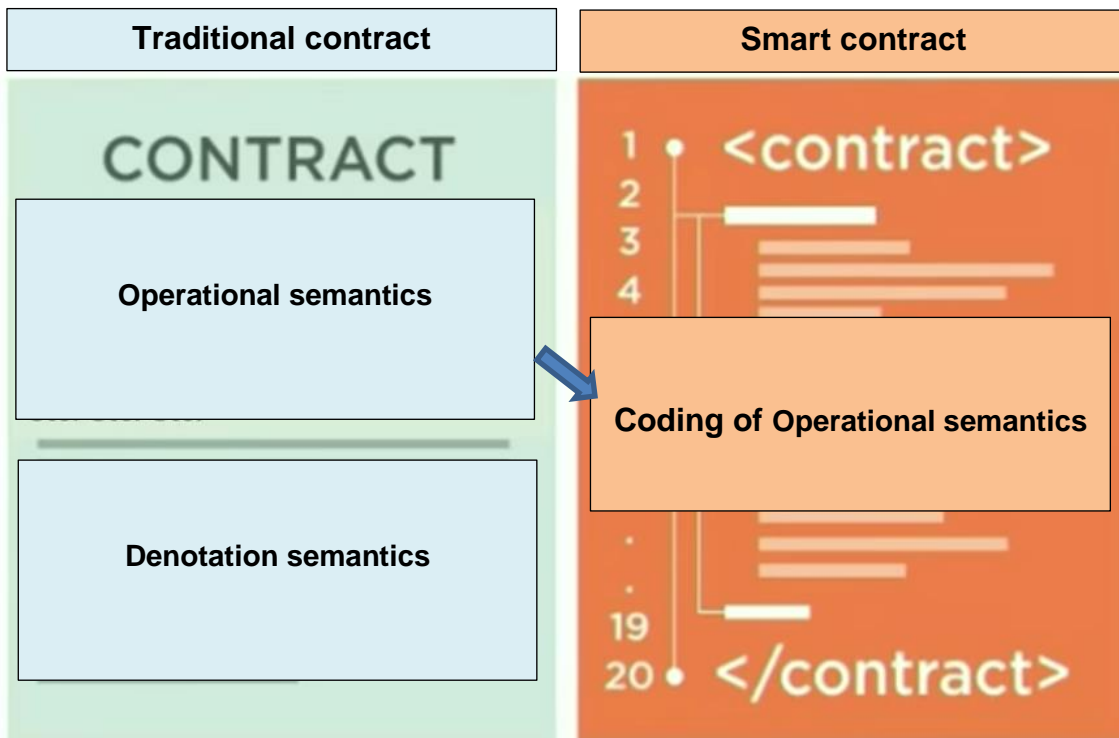 Traditional contract
CONTRACT
Operational semantics
Denotation semantics
Smart contract
1
<contract>
2
3
4
Coding of Operational semantics
.
.
19
20
</contract>